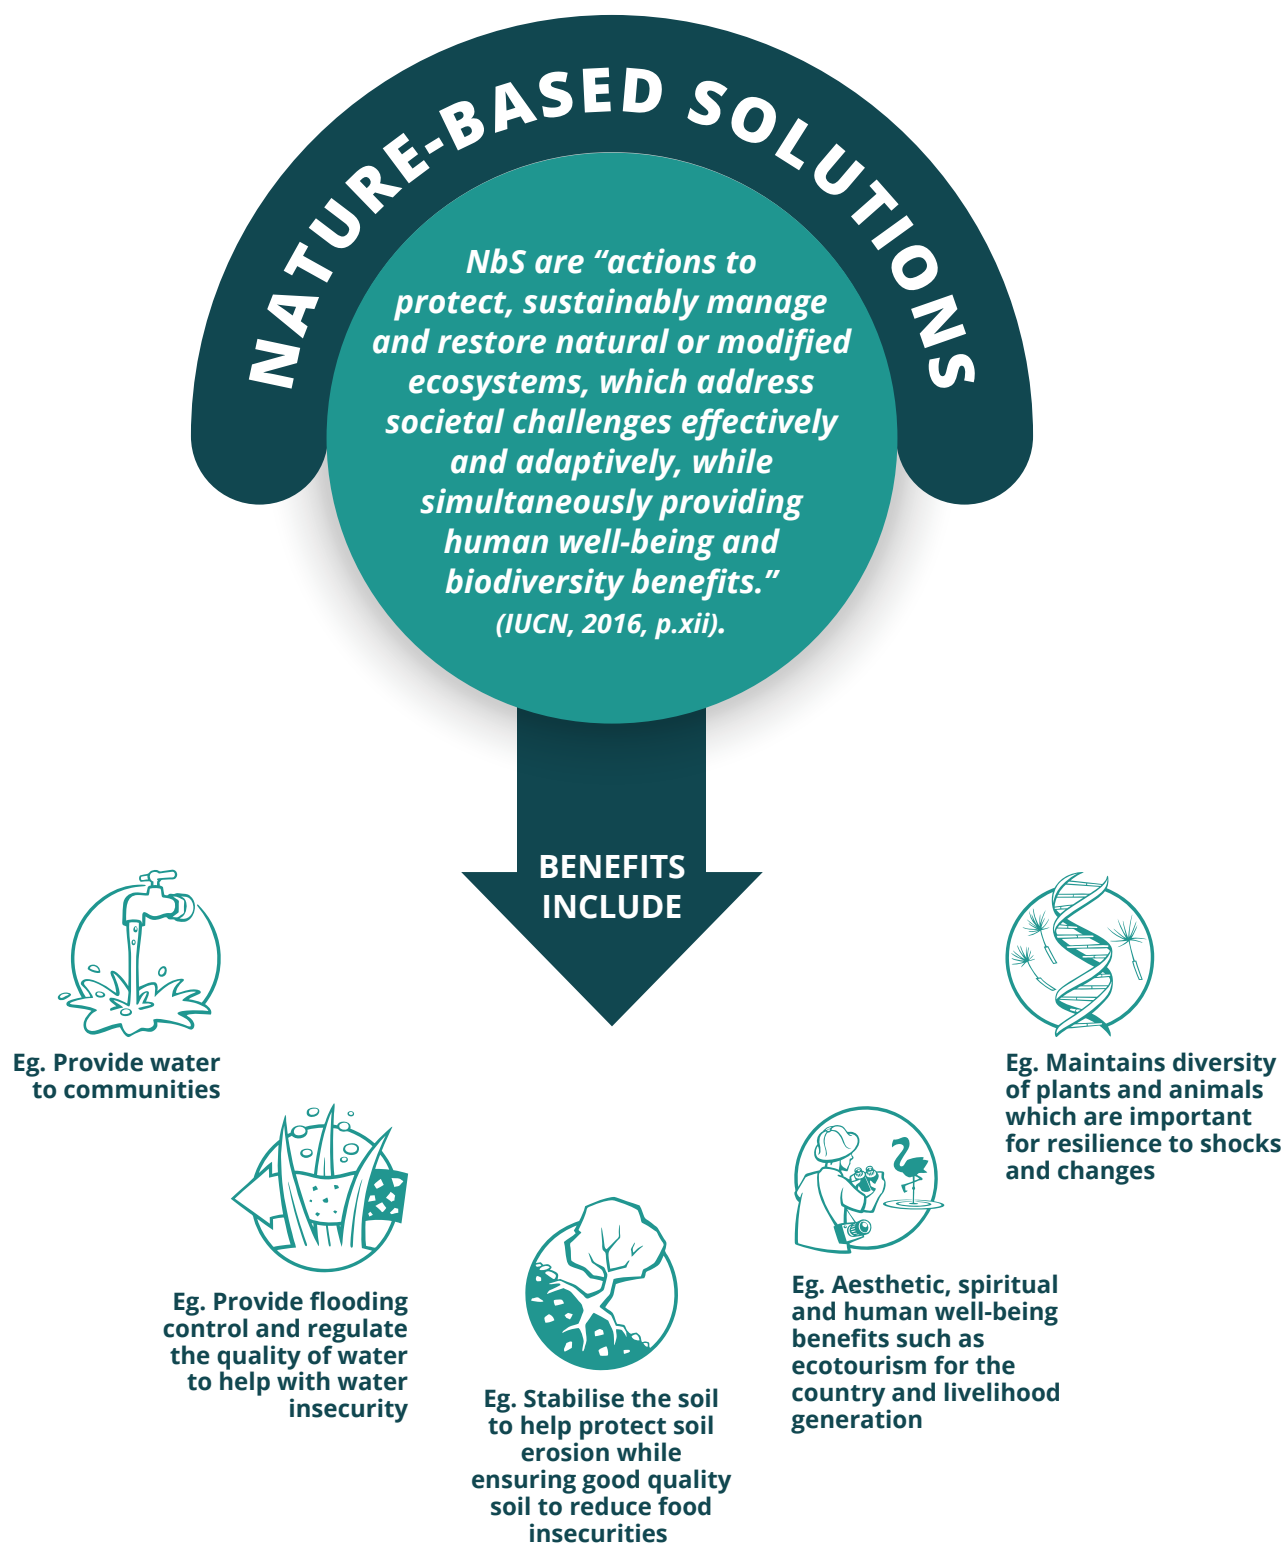 NATURE-BASED SOLUTIONS
NbS are “actions to
protect, sustainably manage
and restore natural or modified
ecosystems, which address
societal challenges effectively
and adaptively, while
simultaneously providing
human well-being and
biodiversity benefits.”
(IUCN, 2016, p.xii).
BENEFITS
INCLUDE
Eg. Provide water
to communities
Eg. Provide flooding
control and regulate
the quality of water
to help with water
insecurity
Eg. Stabilise the soil
to help protect soil
erosion while
ensuring good quality
soil to reduce food
insecurities
Eg. Aesthetic, spiritual
and human well-being
benefits such as
ecotourism for the
country and livelihood
generation
Eg. Maintains diversity
of plants and animals
which are important
for resilience to shocks
and changes